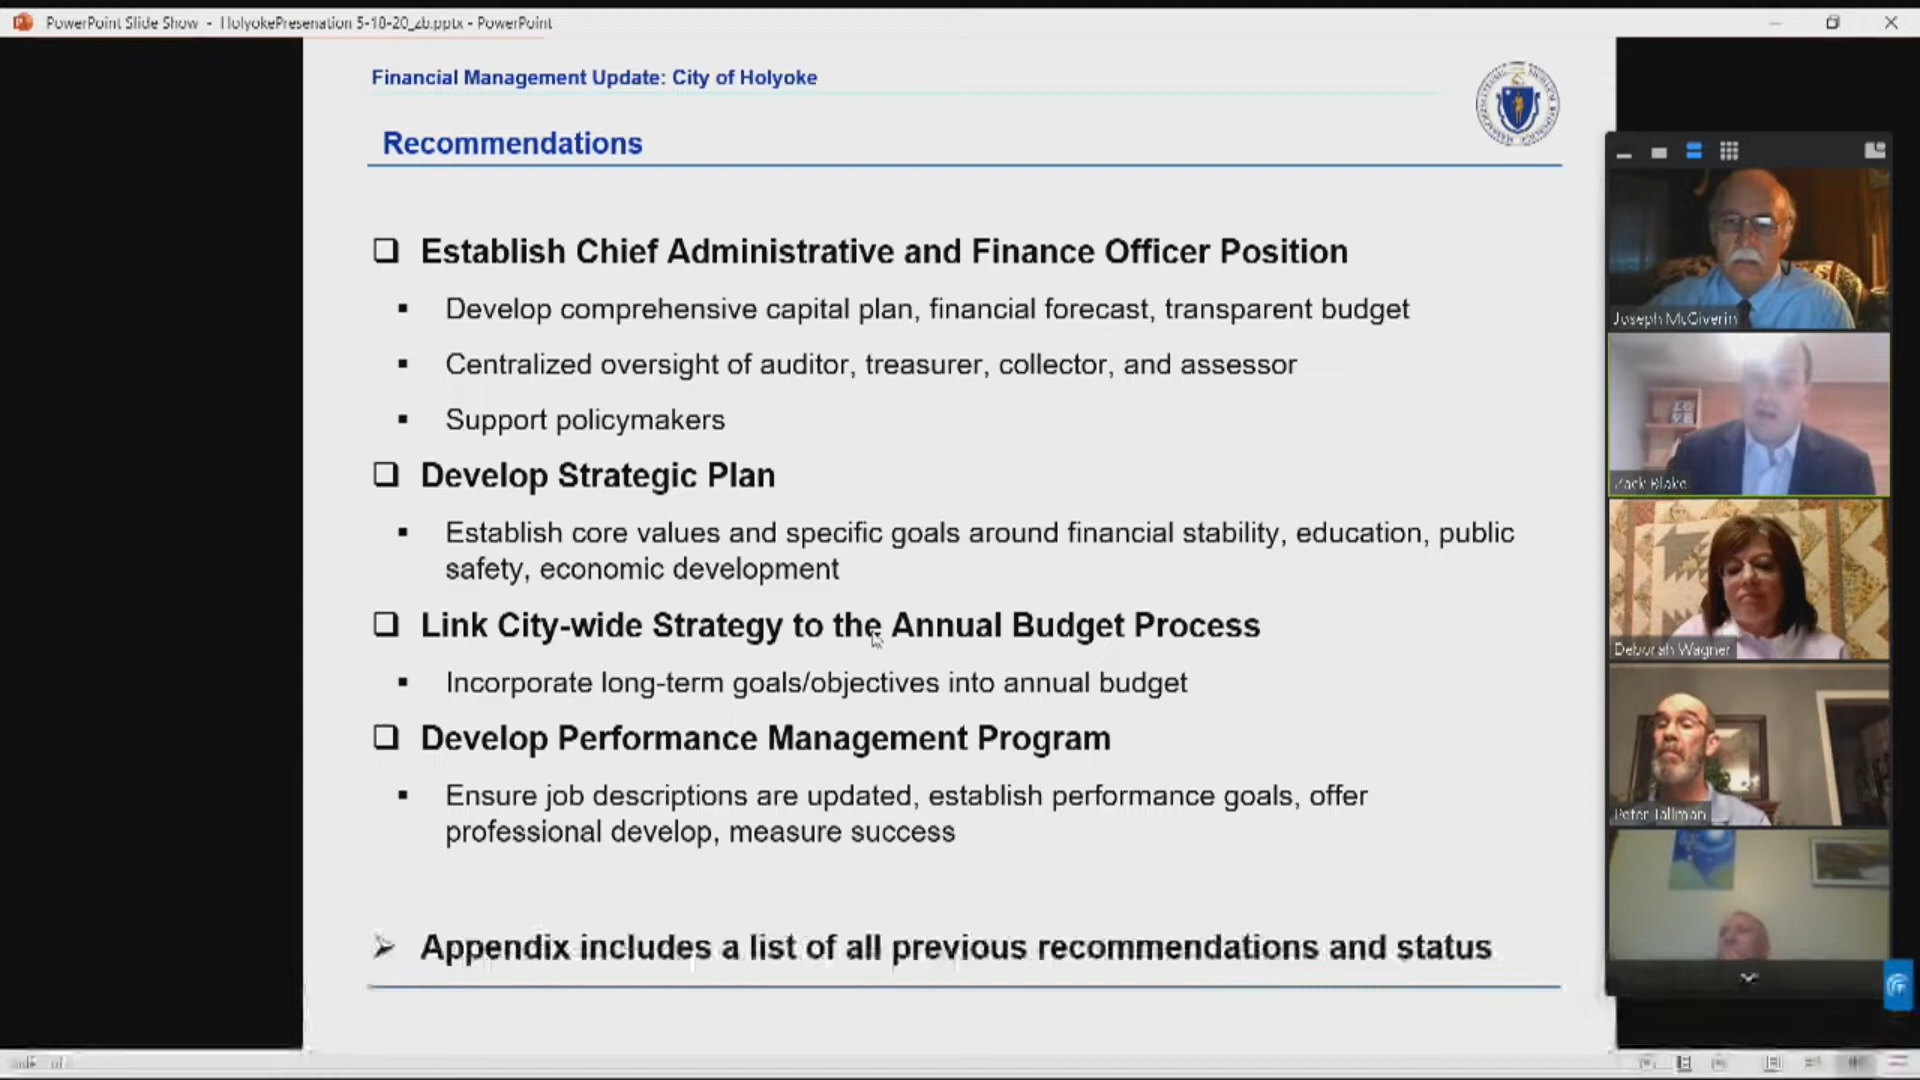 PowerPoint Slide Show - HolyokePresenation 5-18-20_zb.pptx - PowerPoint
Financial Management Update: City of Holyoke
Recommendations
Establish Chief Administrative and Finance Officer Position
Develop comprehensive capital plan, financial forecast, transparent budget
Centralized oversight of auditor, treasurer, collector, and assessor
Support policymakers
Develop Strategic Plan
Establish core values and specific goals around financial stability, education, public
safety, economic development
Link City-wide Strategy to the Annual Budget Process
Incorporate long-term goals/objectives into annual budget
Develop Performance Management Program
Ensure job descriptions are updated, establish performance goals, offer
professional develop, measure success
Appendix includes a list of all previous recommendations and status
Joseph McGiverin
Zack Blake
Deborah Wagner
Peter Tallman